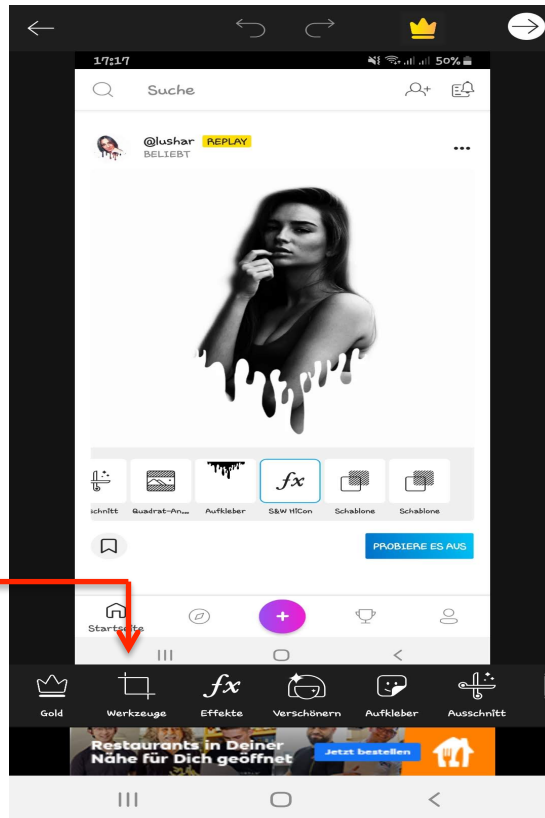 17:17
50%
Suche
@lushar REPLAY
BELIEBT
schnitt Quadrat-An... Aufkleber S&W HiCon Schablone Schablone
PROBIERE ES AUS
Startseite
Gold Werkzeuge Effekte Verschönern Aufkleber Ausschnitt
Restaurants in Deiner
Nähe für Dich geöffnet
Jetzt bestellen